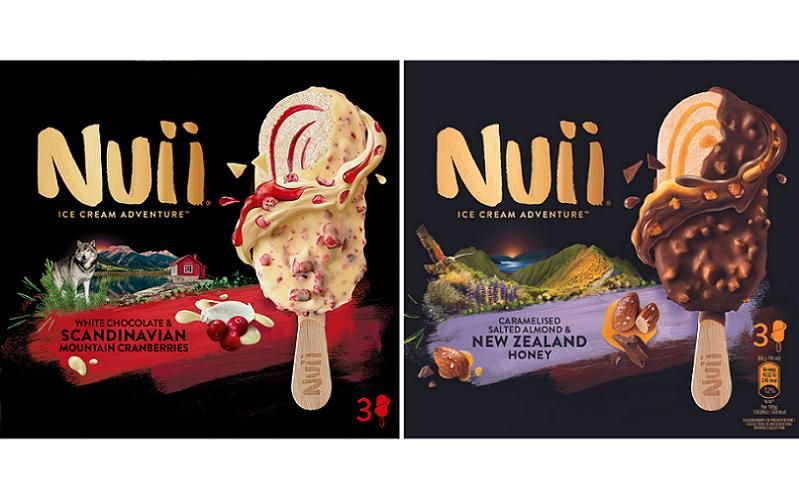 Nuii
ICE CREAM ADVENTURE™
WHITE CHOCOLATE &
SCANDINAVIAN
MOUNTAIN CRANBERRIES
Nuii
3
Nuii
ICE CREAM ADVENTURE™
CARAMELISED
SALTED ALMOND &
NEW ZEALAND
HONEY
Nuii
3
12%